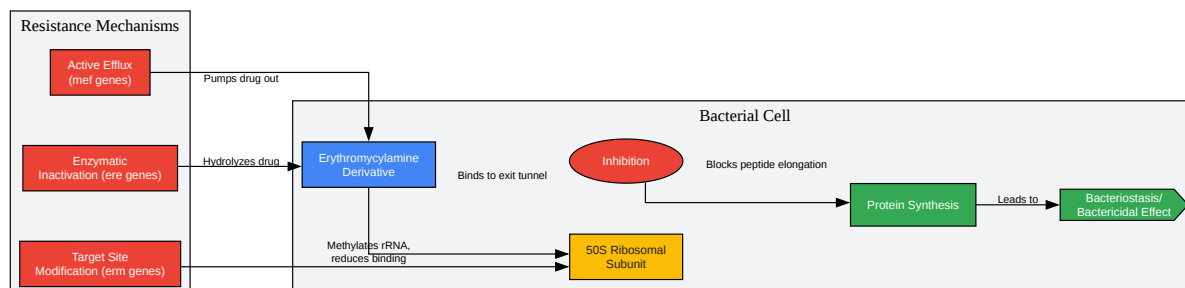 Resistance Mechanisms
Active Efflux
(mef genes)
Pumps drug out
Bacterial Cell
Enzymatic
Inactivation (ere genes)
Hydrolyzes drug
Erythromycylamine
Derivative
Binds to exit tunnel
Inhibition
Blocks peptide elongation
Protein Synthesis
Leads to
Bacteriostasis/
Bactericidal Effect
Target Site
Modification (erm genes)
Methylates rRNA,
reduces binding
50S Ribosomal
Subunit